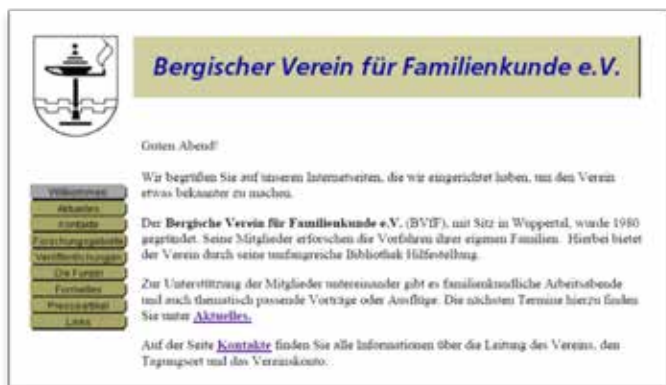 Bergischer Verein für Familienkunde e.V.
Guten Abend!
Wir begrüßen Sie auf unseren Internetseiten, die wir eingerichtet haben, um den Verein
etwas bekannter zu machen.
Der Bergische Verein für Familienkunde e.V. (BVfF), mit Sitz in Wuppertal, wurde 1980
gegründet. Seine Mitglieder erforschen die Vorfahren ihrer eigenen Familien. Hierbei bietet
der Verein durch seine umfangreiche Bibliothek Hilfestellung.
Zur Unterstützung der Mitglieder untereinander gibt es familienkundliche Arbeitsabende
und auch thematisch passende Vorträge oder Ausflüge. Die nächsten Termine hierzu finden
Sie unter Aktuelles.
Auf der Seite Kontakte finden Sie alle Informationen über die Leitung des Vereins, den
Tagungsort und das Vereinskonto.
Willkommen
Aktuelles
Kontakte
Forschungsgebiete
Veröffentlichungen
Die Furpse
Formelles
Presseartikel
Links